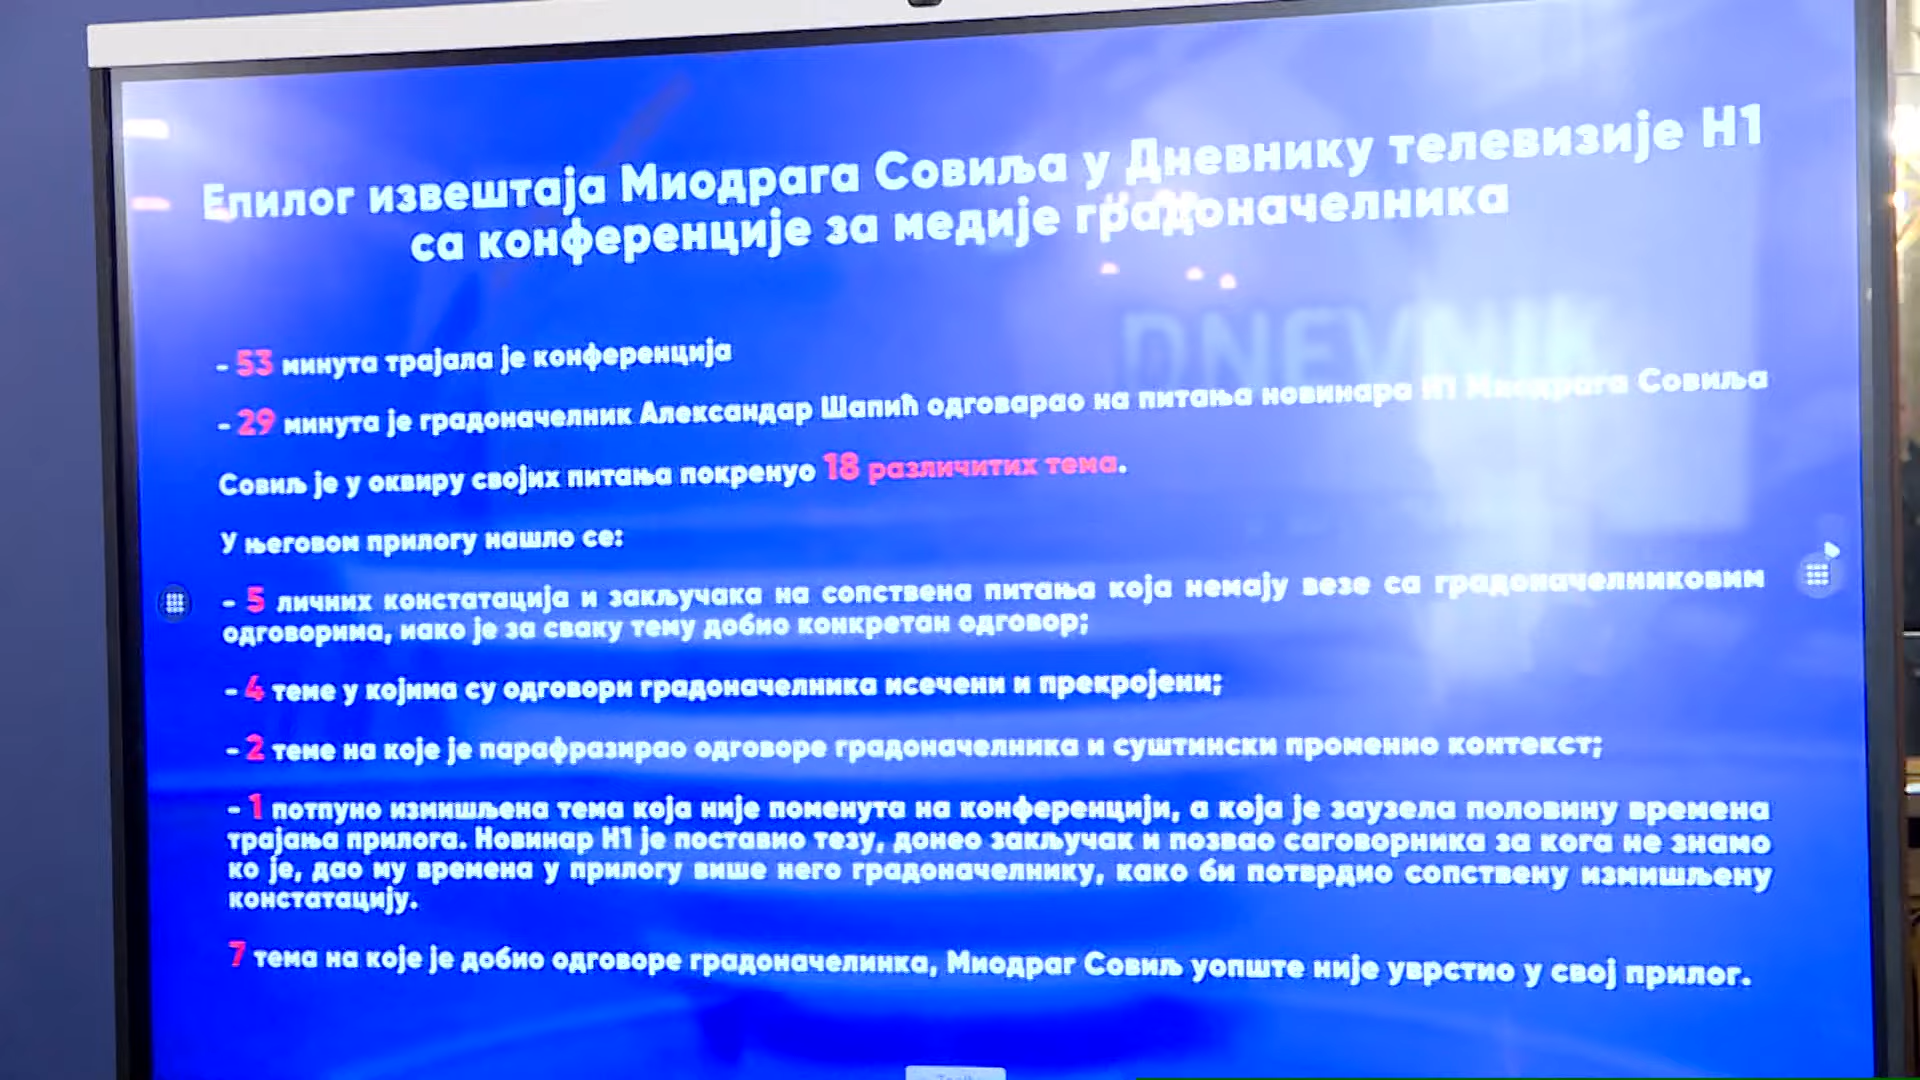 Епилог извештаја Миодрага Совиља у Дневнику телевизије Н1
са конференције за медије градоначелника
DNEVNIK
- 53 минута трајала је конференција
- 29 минута је градоначелник Александар Шапић одговарао на питања новинара Н1 Миодрага Совиља
Совиљ је у оквиру својих питања покренуо 18 различитих тема.
У његовом прилогу нашло се:
- 5 личних констатација и закључака на сопствена питања која немају везе са градоначелниковим
одговорима, иако је за сваку тему добио конкретан одговор;
- 4 теме у којима су одговори градоначелника исечени и прекројени;
- 2 теме на које је парафразирао одговоре градоначелника и суштински променио контекст;
- 1 потпуно измишљена тема која није поменута на конференцији, а која је заузела половину времена
трајања прилога. Новинар Н1 је поставио тезу, донео закључак и позвао саговорника за кога не знамо
ко је, дао му времена у прилогу више него градоначелнику, како би потврдио сопствену измишљену
констатацију.
7 тема на које је добио одговоре градоначелинка, Миодраг Совиљ уопште није уврстио у свој прилог.